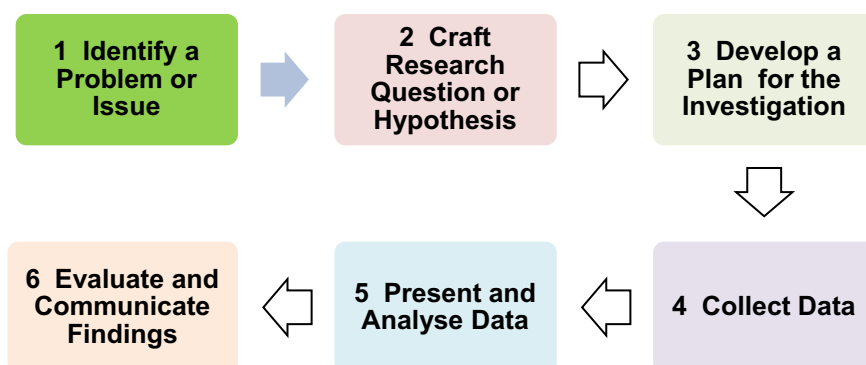 1 Identify a
Problem or
Issue
2 Craft
Research
Question or
Hypothesis
3 Develop a
Plan for the
Investigation
4 Collect Data
5 Present and
Analyse Data
6 Evaluate and
Communicate
Findings